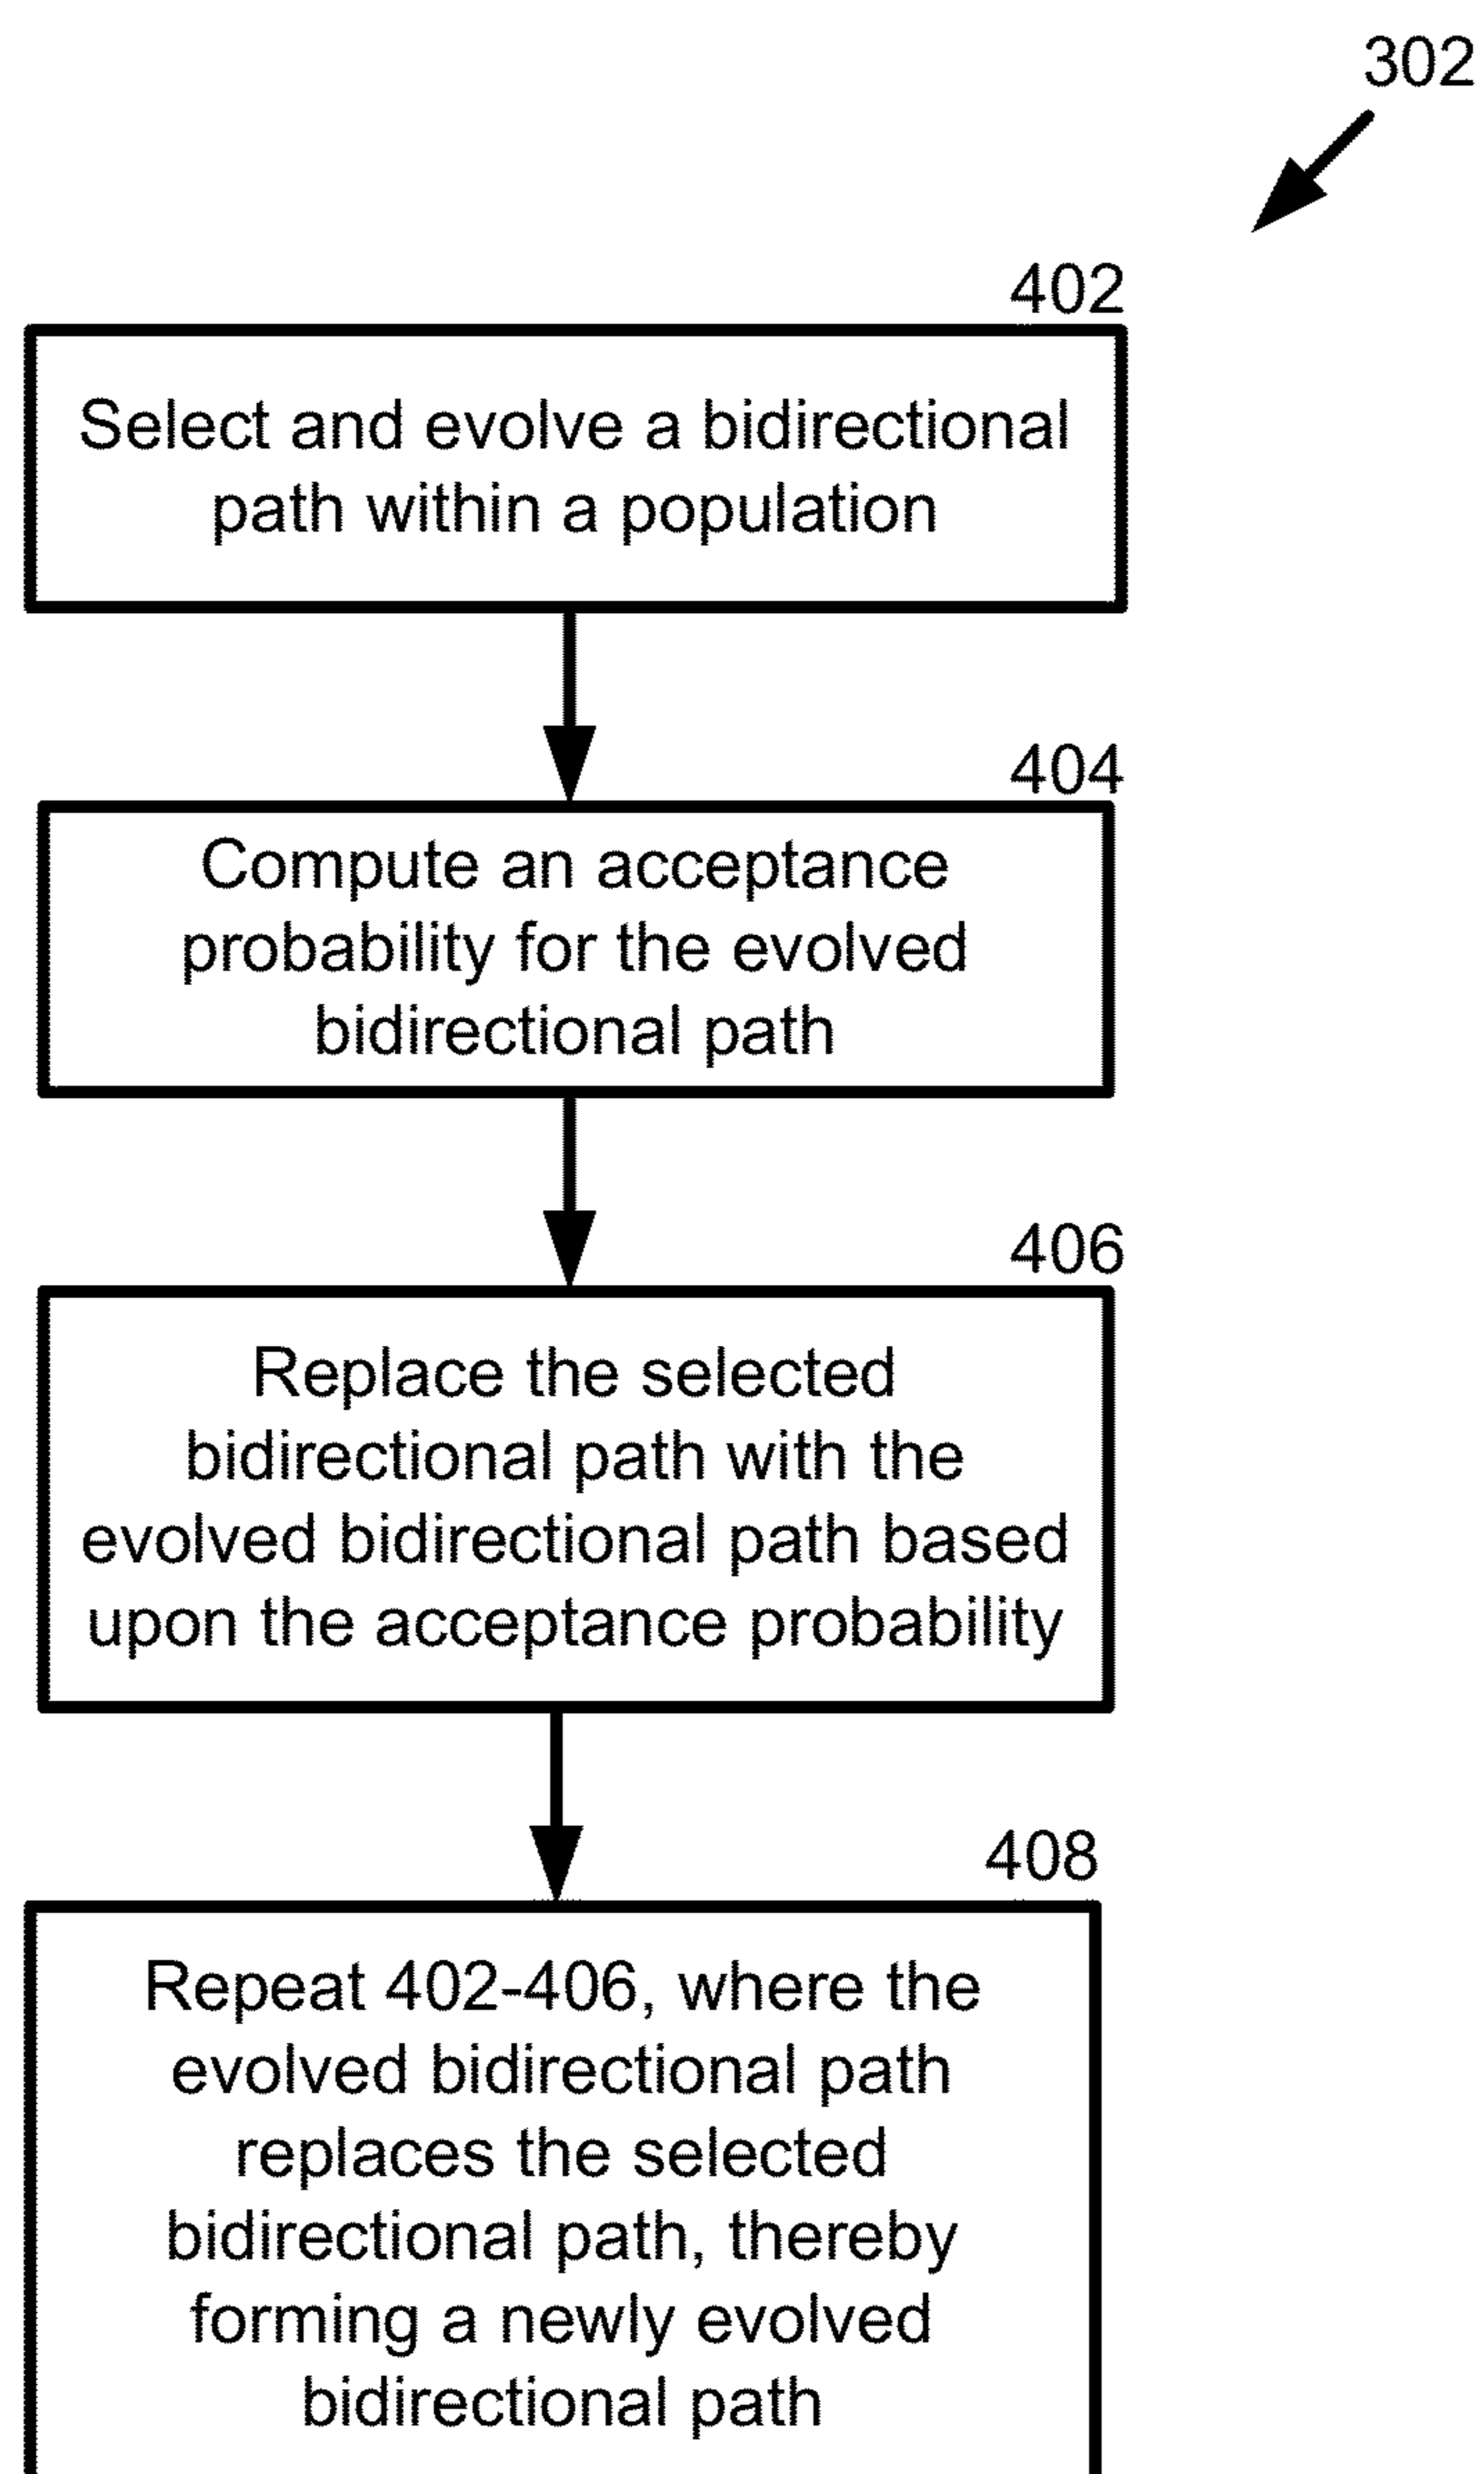 302
402
Select and evolve a bidirectional
path within a population
404
Compute an acceptance
probability for the evolved
bidirectional path
406
Replace the selected
bidirectional path with the
evolved bidirectional path based
upon the acceptance probability
408
Repeat 402-406, where the
evolved bidirectional path
replaces the selected
bidirectional path, thereby
forming a newly evolved
bidirectional path